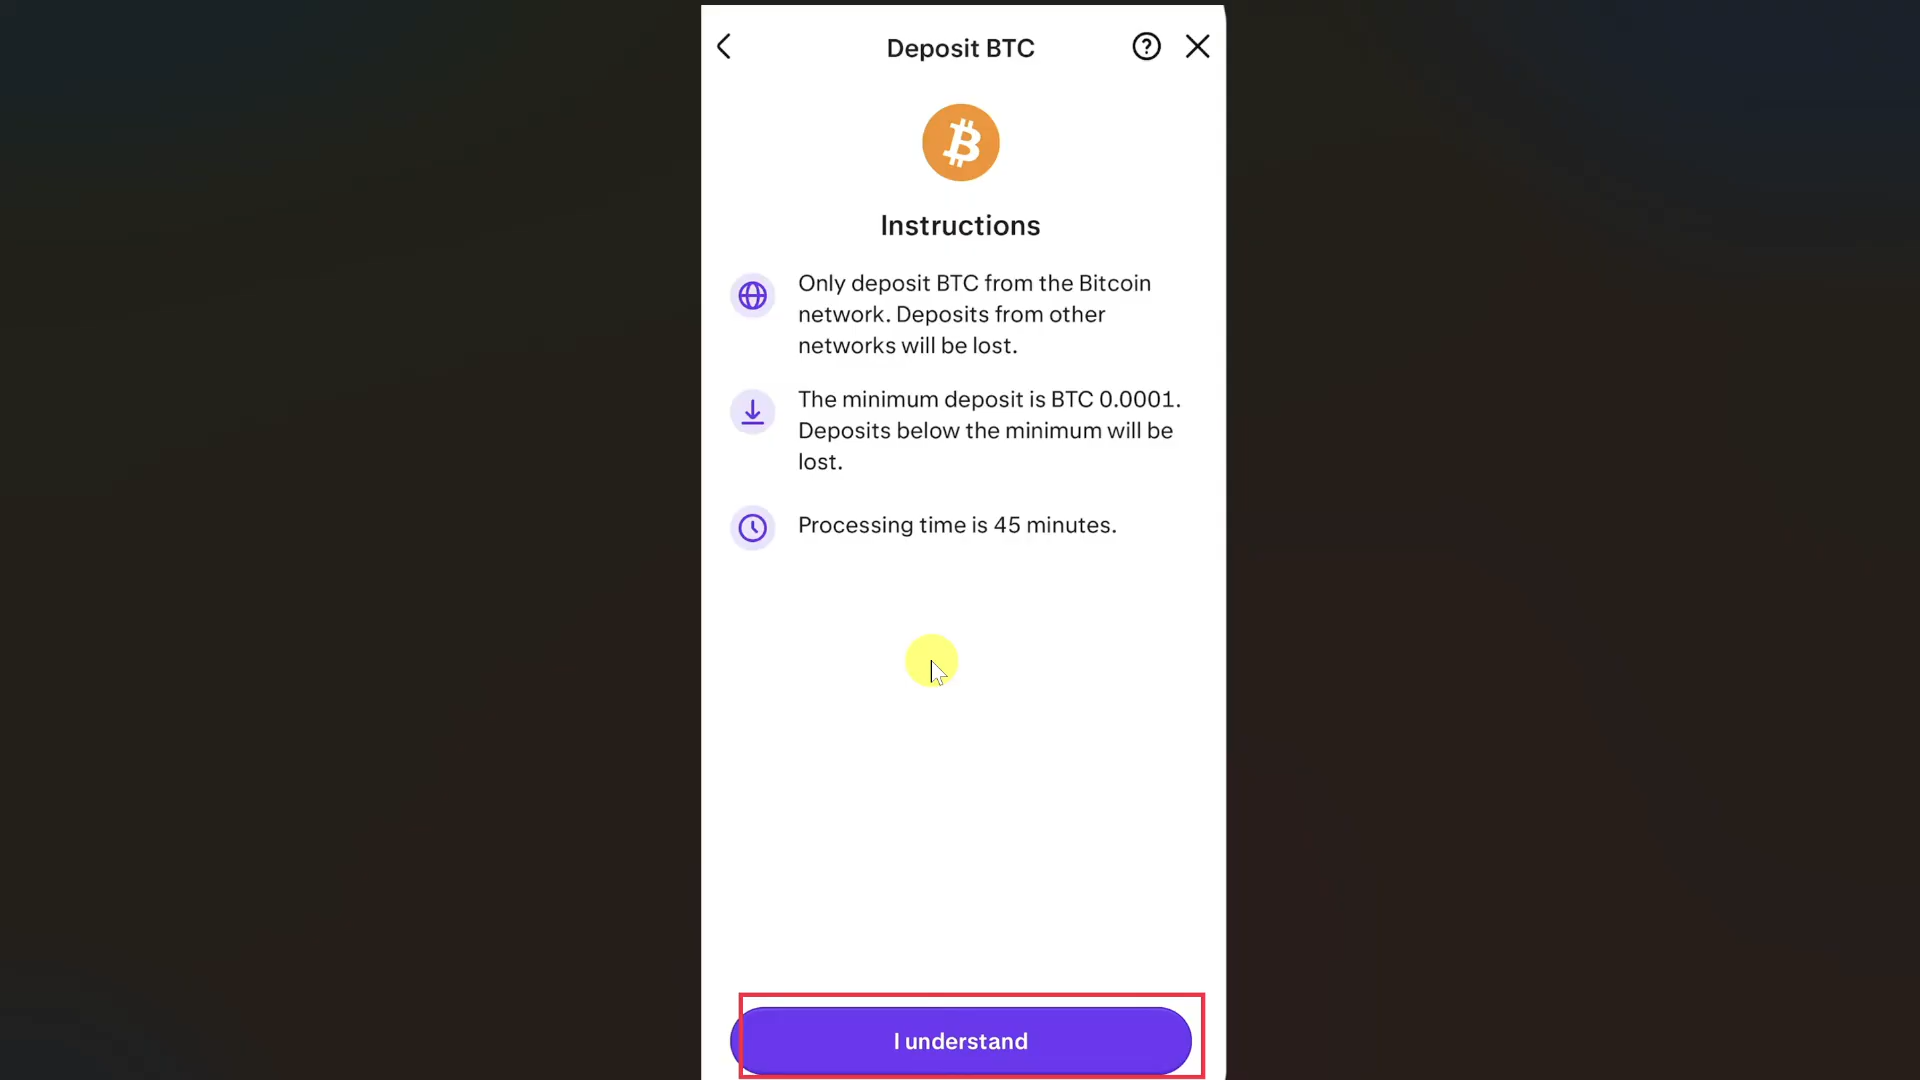 Deposit BTC
Instructions
Only deposit BTC from the Bitcoin
network. Deposits from other
networks will be lost.
The minimum deposit is BTC 0.0001.
Deposits below the minimum will be
lost.
Processing time is 45 minutes.
I understand